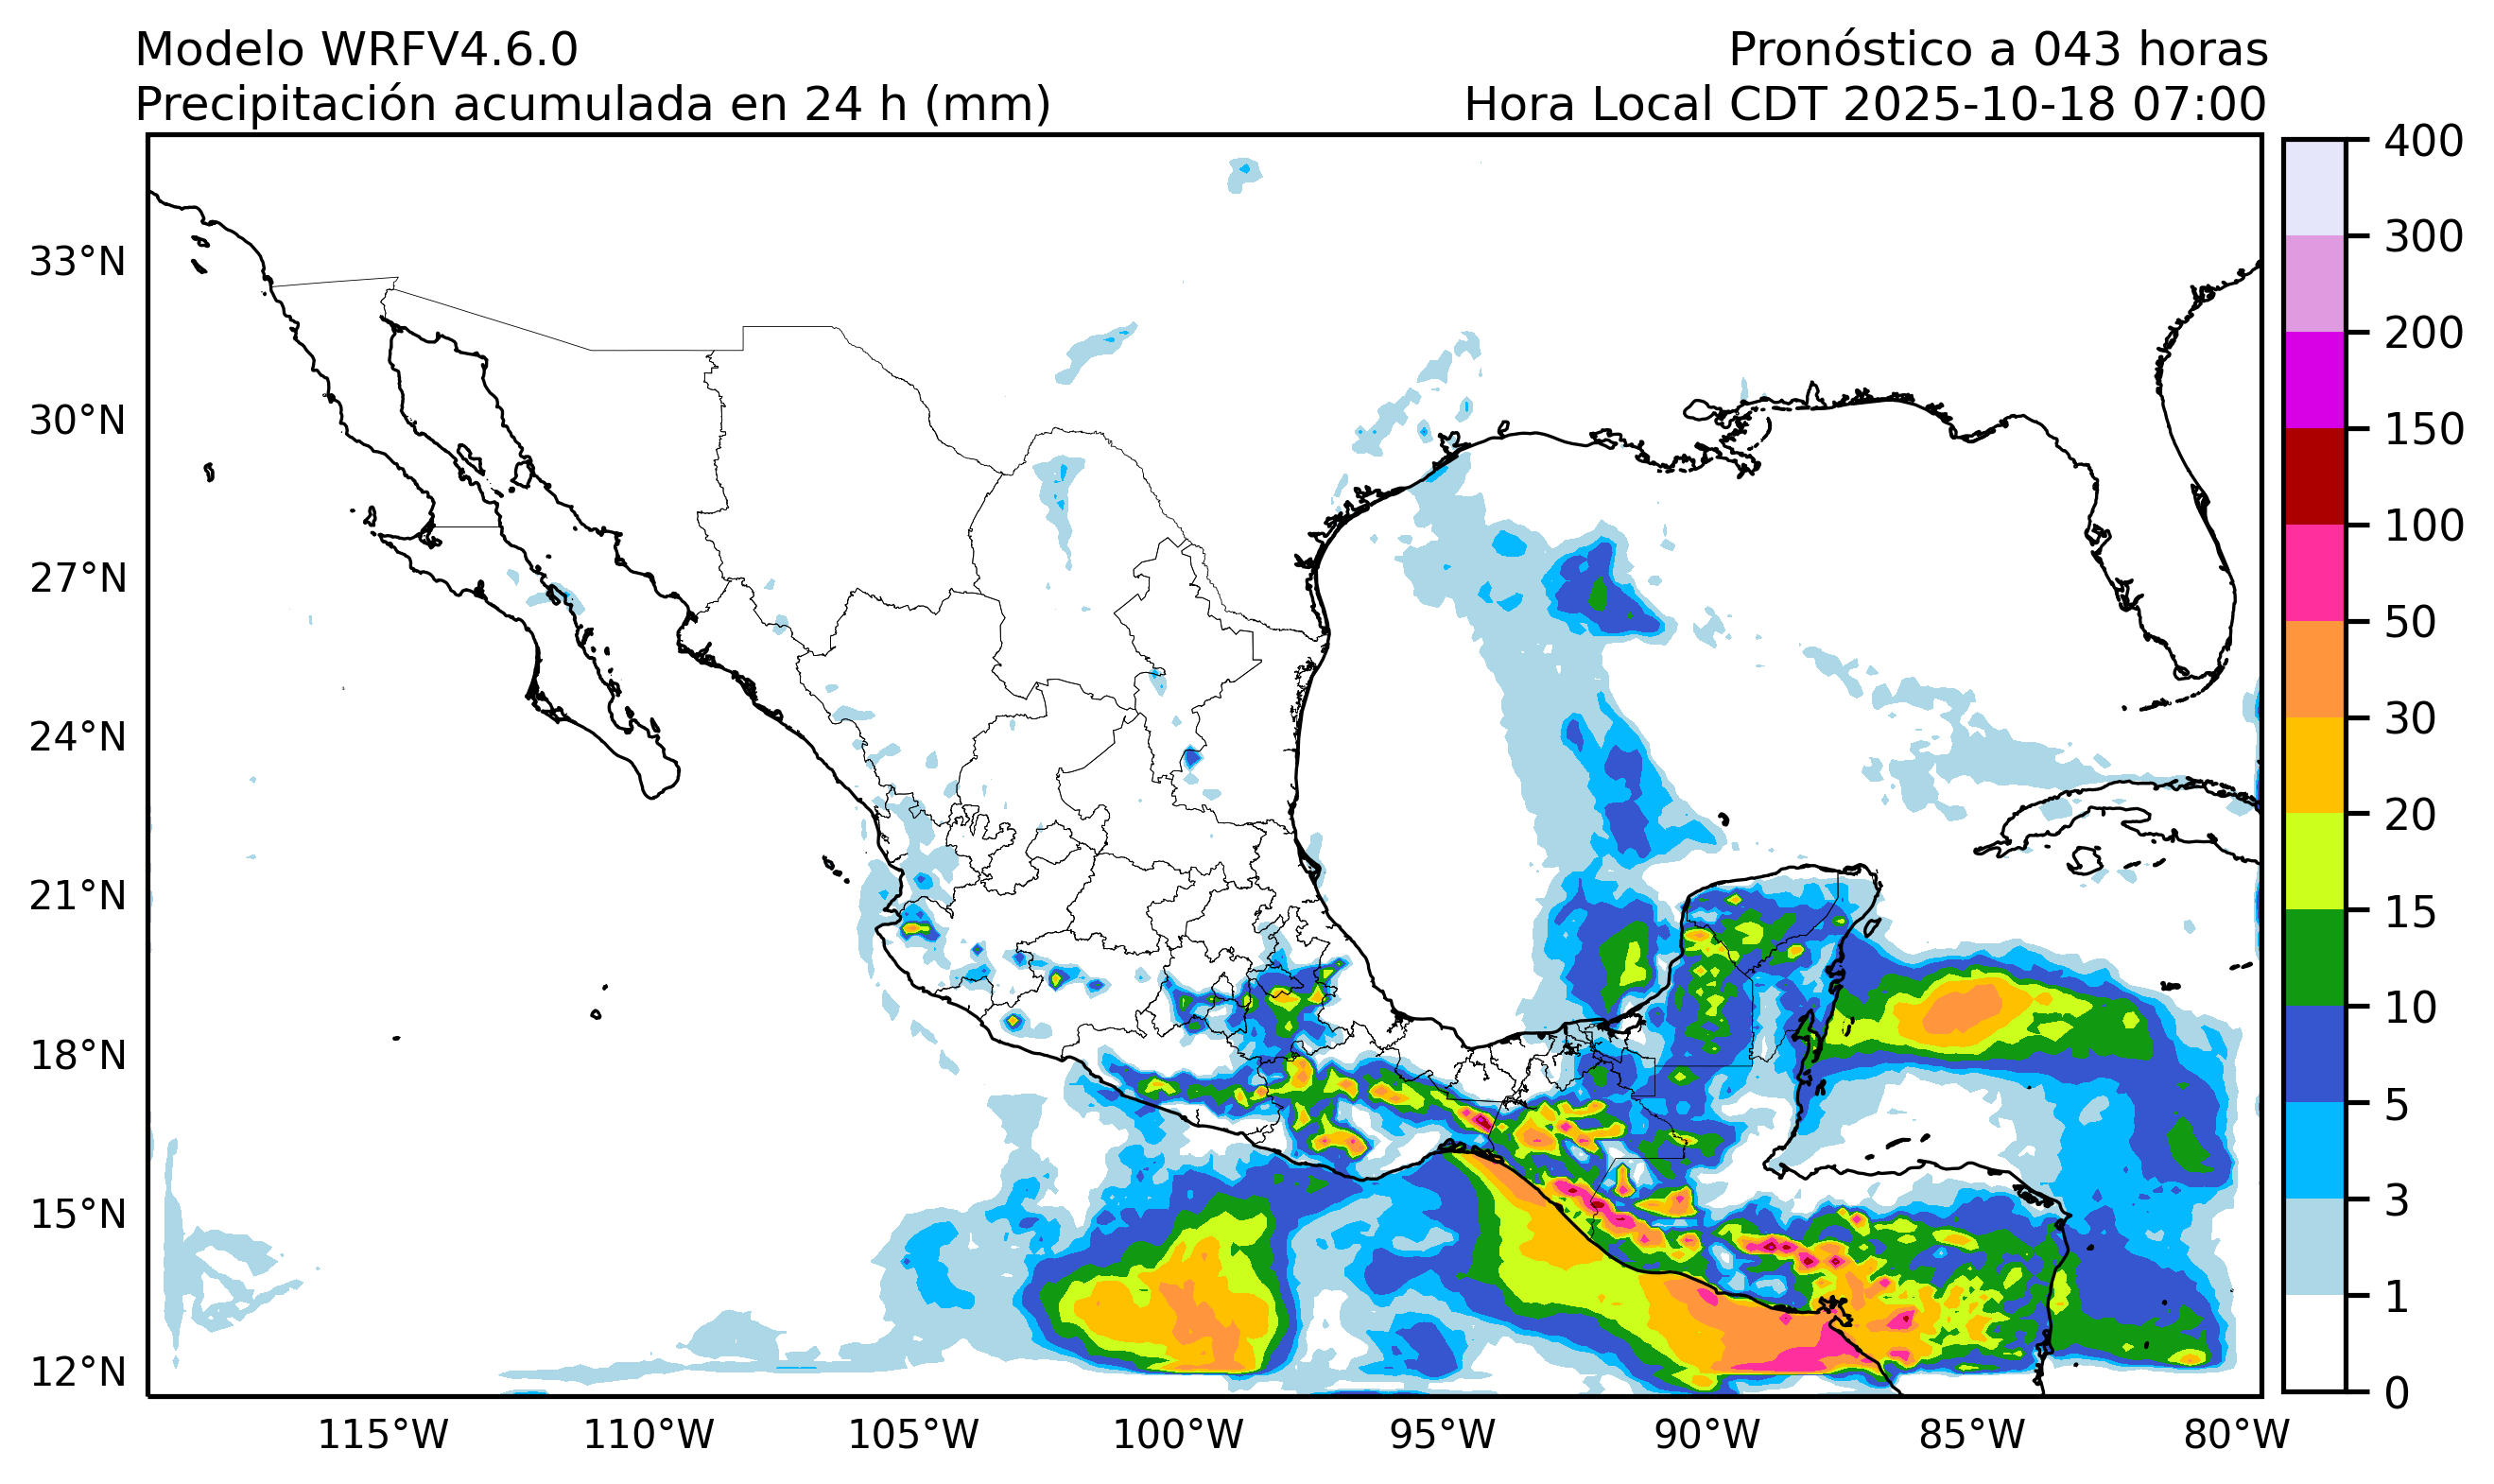 Modelo WRFV4.6.0
Pronóstico a 043 horas
Precipitación acumulada en 24 h (mm)
Hora Local CDT 2025-10-18 07:00
33°N
30°N
27°N
24°N
21°N
18°N
15°N
12°N
115°W
110°W
105°W
100°W
95°W
90°W
85°W
80°W
400
300
200
150
100
50
30
20
15
10
5
3
1
0